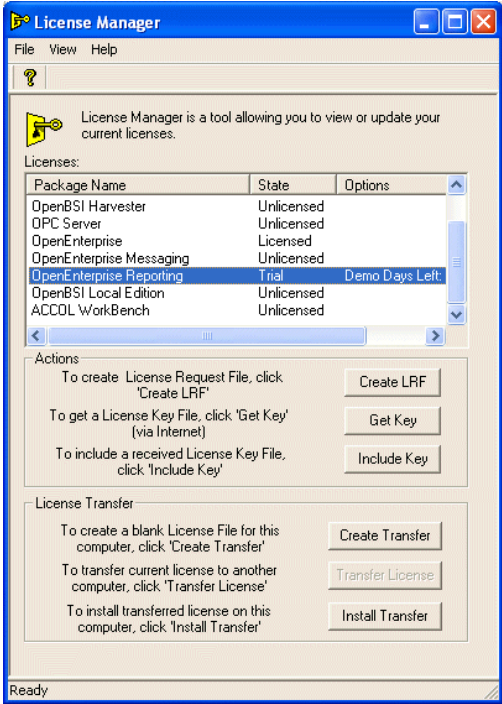 License Manager
File View Help
License Manager is a tool allowing you to view or update your
current licenses.
Licenses:
Package Name State Options
OpenBSI Harvester Unlicensed
OPC Server Unlicensed
OpenEnterprise Licensed
OpenEnterprise Messaging Unlicensed
OpenEnterprise Reporting Trial Demo Days Left:
OpenBSI Local Edition Unlicensed
ACCOL WorkBench Unlicensed
Actions
To create License Request File, click
'Create LRF'
Create LRF
To get a License Key File, click 'Get Key'
(via Internet)
Get Key
To include a received License Key File,
click 'Include Key'
Include Key
License Transfer
To create a blank License File for this
computer, click 'Create Transfer'
Create Transfer
To transfer current license to another
computer, click 'Transfer License'
Transfer License
To install transferred license on this
computer, click 'Install Transfer'
Install Transfer
Ready